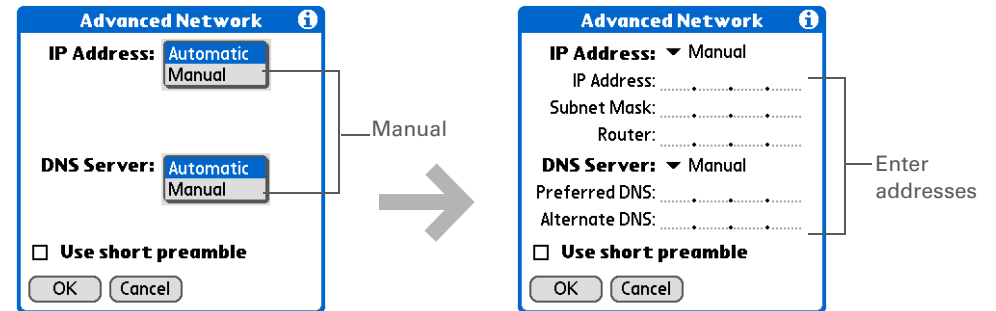 Advanced Network i
IP Address: Automatic
Manual
Manual
DNS Server: Automatic
Manual
Use short preamble
OK Cancel
Advanced Network i
IP Address: Manual
IP Address:
Subnet Mask:
Router:
DNS Server: Manual
Preferred DNS:
Alternate DNS:
Use short preamble
OK Cancel
Enter
addresses